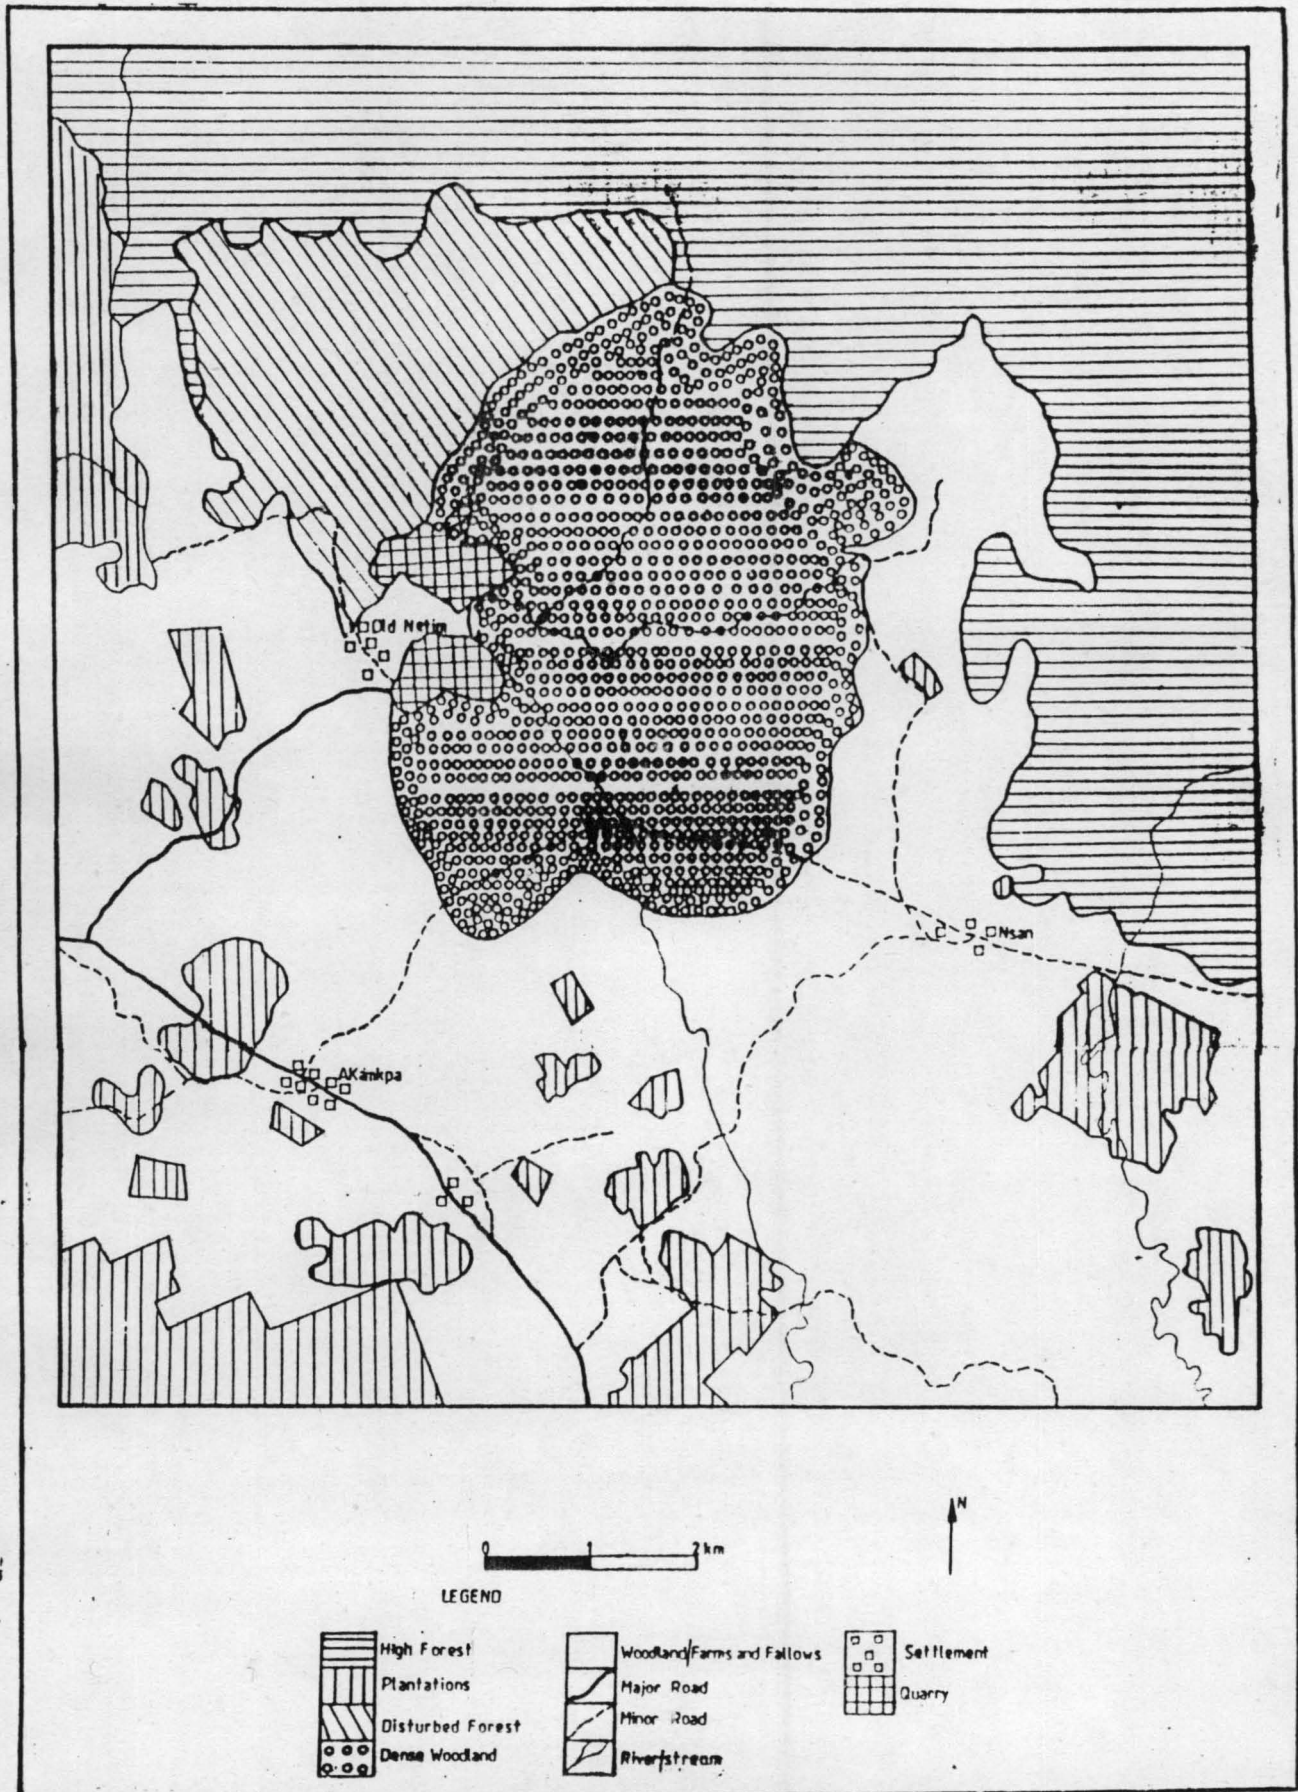 Old Netim
Nsan
AKamkpa
N
0 1 2 km
LEGEND
High Forest
Plantations
Disturbed Forest
Dense Woodland
Woodland/Farms and Fallows
Major Road
Minor Road
River/stream
Settlement
Quarry